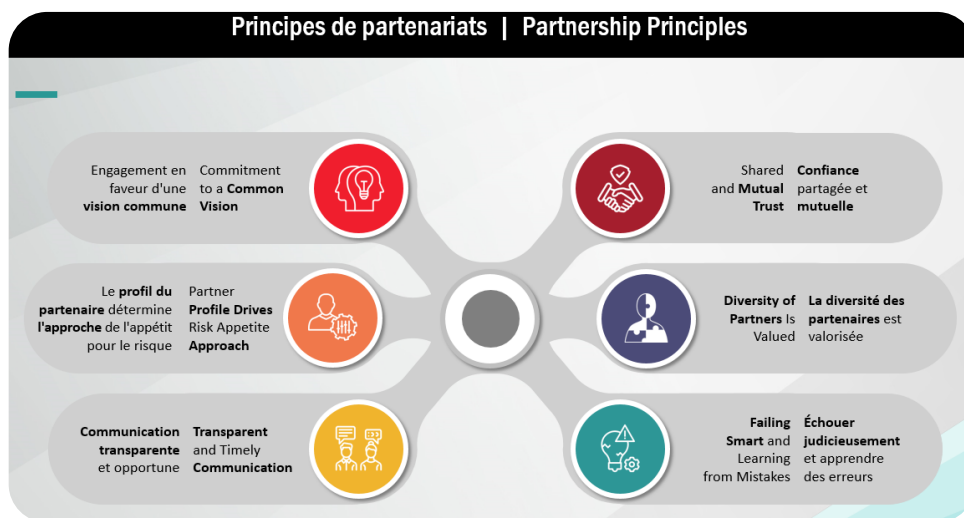 Principes de partenariats | Partnership Principles
Engagement en
faveur d'une
vision commune
Commitment
to a Common
Vision
Shared
and Mutual
Trust
Confiance
partagée et
mutuelle
Le profil du
partenaire détermine
l'approche de l'appétit
pour le risque
Partner
Profile Drives
Risk Appetite
Approach
Diversity of
Partners Is
Valued
La diversité des
partenaires est
valorisée
Communication
transparente
et opportune
Transparent
and Timely
Communication
Failing
Smart and
Learning
from Mistakes
Échouer
judicieusement
et apprendre
des erreurs